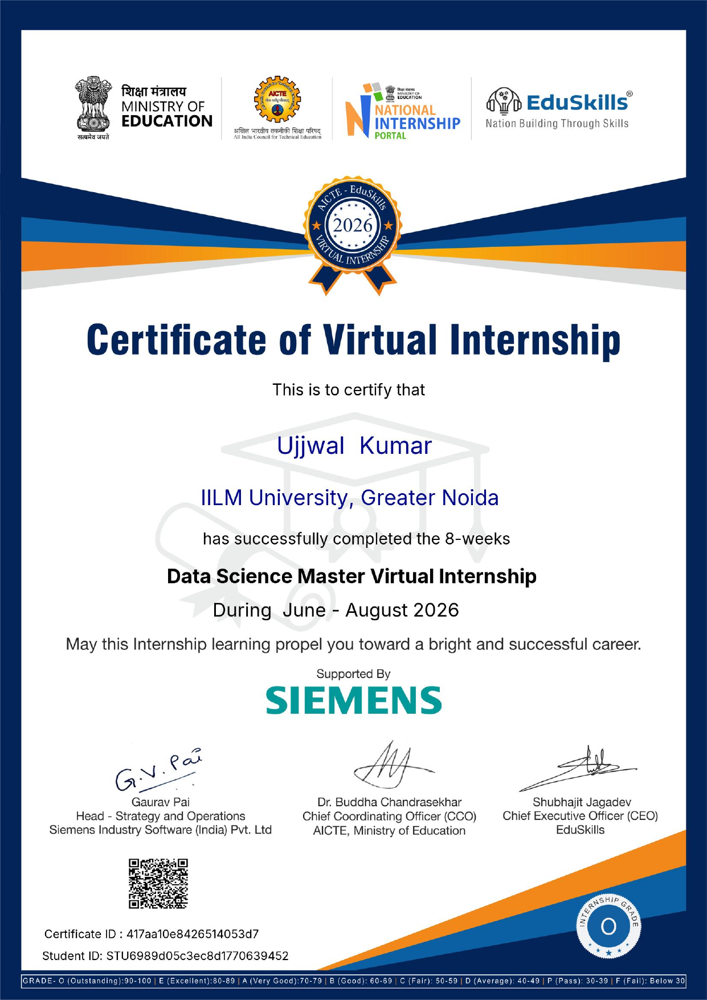 शिक्षा मंत्रालय
MINISTRY OF
EDUCATION
सत्यमेव जयते
AICTE
अखिल भारतीय तकनीकी शिक्षा परिषद्
All India Council for Technical Education
शिक्षा मंत्रालय
MINISTRY OF
EDUCATION
NATIONAL
INTERNSHIP
PORTAL
EduSkills®
Nation Building Through Skills
AICTE - EduSkills
2026
VIRTUAL INTERNSHIP
Certificate of Virtual Internship
This is to certify that
Ujjwal Kumar
IILM University, Greater Noida
has successfully completed the 8-weeks
Data Science Master Virtual Internship
During June - August 2026
May this Internship learning propel you toward a bright and successful career.
Supported By
SIEMENS
G.V. Pai
Gaurav Pai
Head - Strategy and Operations
Siemens Industry Software (India) Pvt. Ltd
Dr. Buddha Chandrasekhar
Chief Coordinating Officer (CCO)
AICTE, Ministry of Education
Shubhajit Jagadev
Chief Executive Officer (CEO)
EduSkills
INTERNSHIP GRADE
O
Certificate ID : 417aa10e8426514053d7
Student ID: STU6989d05c3ec8d1770639452
GRADE- O (Outstanding):90-100 | E (Excellent):80-89 | A (Very Good):70-79 | B (Good): 60-69 | C (Fair): 50-59 | D (Average): 40-49 | P (Pass): 30-39 | F (Fail): Below 30